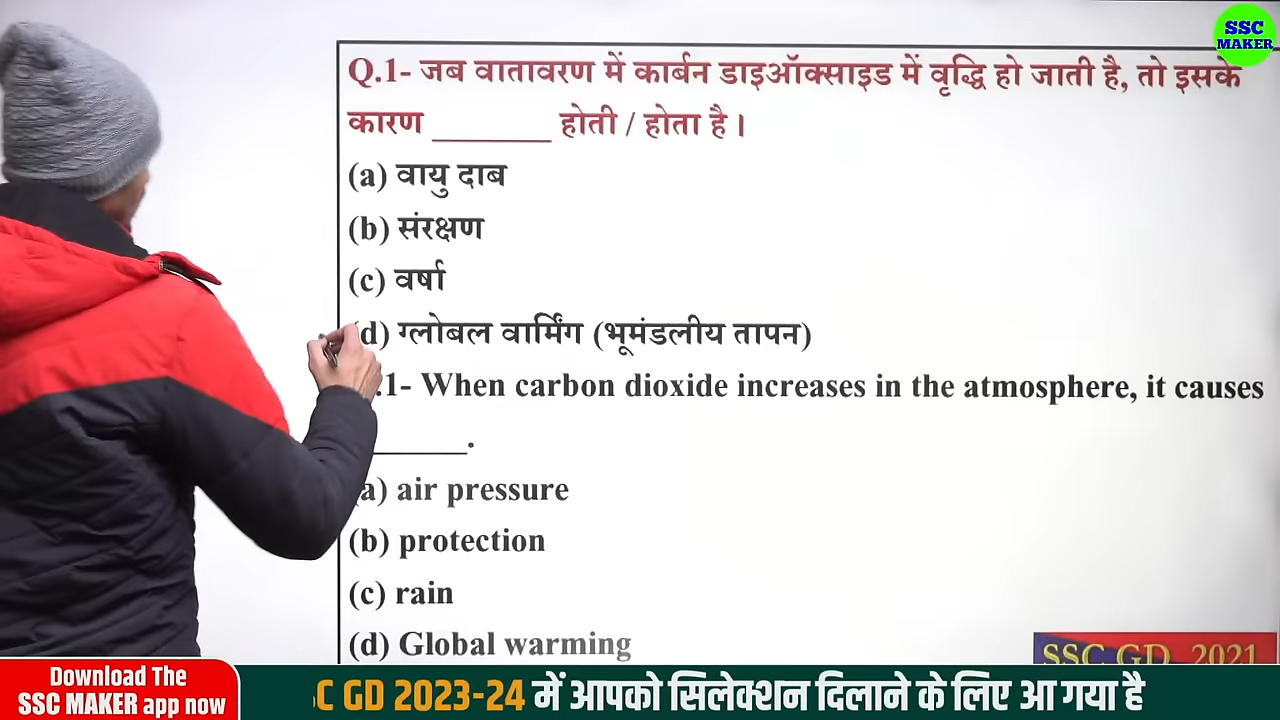 SSC
MAKER
Q.1- जब वातावरण में कार्बन डाइऑक्साइड में वृद्धि हो जाती है, तो इसके
कारण _______ होती / होता है।
(a) वायु दाब
(b) संरक्षण
(c) वर्षा
d) ग्लोबल वार्मिंग (भूमंडलीय तापन)
.1- When carbon dioxide increases in the atmosphere, it causes
______.
a) air pressure
(b) protection
(c) rain
(d) Global warming
SSC GD 2021
Download The
SSC MAKER app now
C GD 2023-24 में आपको सिलेक्शन दिलाने के लिए आ गया है